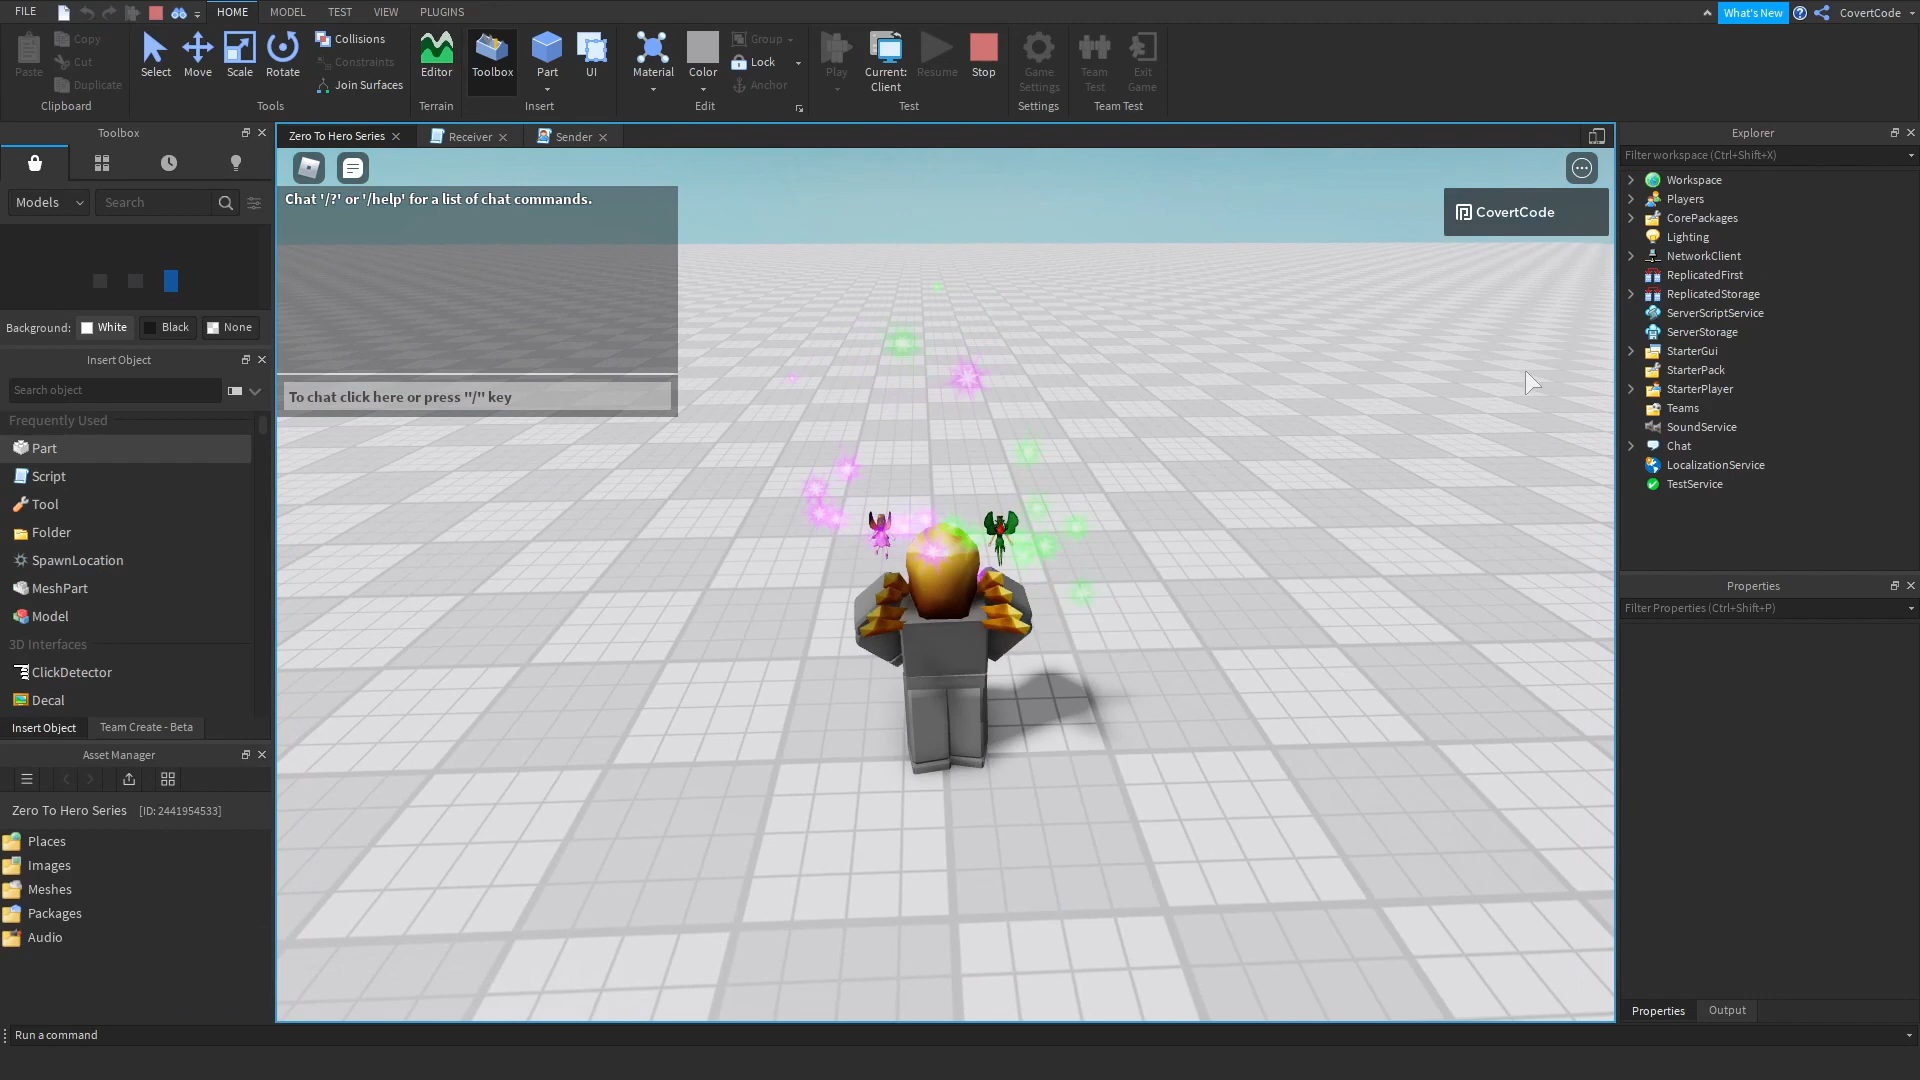 FILE
HOME
MODEL
TEST
VIEW
PLUGINS
What's New
CovertCode
Paste
Copy
Cut
Duplicate
Clipboard
Select
Move
Scale
Rotate
Collisions
Constraints
Join Surfaces
Tools
Editor
Terrain
Toolbox
Part
UI
Insert
Material
Color
Group
Lock
Anchor
Edit
Play
Current:
Client
Resume
Stop
Test
Game
Settings
Settings
Team
Test
Exit
Game
Team Test
Toolbox
Models
Search
Background:
White
Black
None
Insert Object
Search object
Frequently Used
Part
Script
Tool
Folder
SpawnLocation
MeshPart
Model
3D Interfaces
ClickDetector
Decal
Insert Object
Team Create - Beta
Asset Manager
Zero To Hero Series
[ID: 2441954533]
Places
Images
Meshes
Packages
Audio
Run a command
Zero To Hero Series
Receiver
Sender
Chat '/?' or '/help' for a list of chat commands.
To chat click here or press "/" key
CovertCode
Explorer
Filter workspace (Ctrl+Shift+X)
Workspace
Players
CorePackages
Lighting
NetworkClient
ReplicatedFirst
ReplicatedStorage
ServerScriptService
ServerStorage
StarterGui
StarterPack
StarterPlayer
Teams
SoundService
Chat
LocalizationService
TestService
Properties
Filter Properties (Ctrl+Shift+P)
Properties
Output